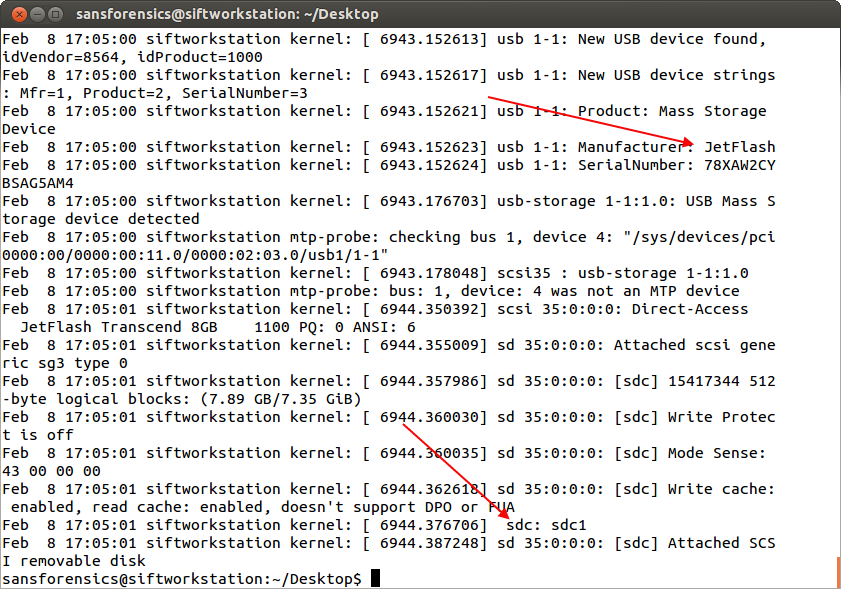 sansforensics@siftworkstation: ~/Desktop
Feb  8 17:05:00 siftworkstation kernel: [ 6943.152613] usb 1-1: New USB device found,
idVendor=8564, idProduct=1000
Feb  8 17:05:00 siftworkstation kernel: [ 6943.152617] usb 1-1: New USB device strings
: Mfr=1, Product=2, SerialNumber=3
Feb  8 17:05:00 siftworkstation kernel: [ 6943.152621] usb 1-1: Product: Mass Storage
Device
Feb  8 17:05:00 siftworkstation kernel: [ 6943.152623] usb 1-1: Manufacturer: JetFlash
Feb  8 17:05:00 siftworkstation kernel: [ 6943.152624] usb 1-1: SerialNumber: 78XAW2CY
BSAG5AM4
Feb  8 17:05:00 siftworkstation kernel: [ 6943.176703] usb-storage 1-1:1.0: USB Mass S
torage device detected
Feb  8 17:05:00 siftworkstation mtp-probe: checking bus 1, device 4: "/sys/devices/pci
0000:00/0000:00:11.0/0000:02:03.0/usb1/1-1"
Feb  8 17:05:00 siftworkstation kernel: [ 6943.178048] scsi35 : usb-storage 1-1:1.0
Feb  8 17:05:00 siftworkstation mtp-probe: bus: 1, device: 4 was not an MTP device
Feb  8 17:05:01 siftworkstation kernel: [ 6944.350392] scsi 35:0:0:0: Direct-Access
  JetFlash Transcend 8GB    1100 PQ: 0 ANSI: 6
Feb  8 17:05:01 siftworkstation kernel: [ 6944.355009] sd 35:0:0:0: Attached scsi gene
ric sg3 type 0
Feb  8 17:05:01 siftworkstation kernel: [ 6944.357986] sd 35:0:0:0: [sdc] 15417344 512
-byte logical blocks: (7.89 GB/7.35 GiB)
Feb  8 17:05:01 siftworkstation kernel: [ 6944.360030] sd 35:0:0:0: [sdc] Write Protec
t is off
Feb  8 17:05:01 siftworkstation kernel: [ 6944.360035] sd 35:0:0:0: [sdc] Mode Sense:
43 00 00 00
Feb  8 17:05:01 siftworkstation kernel: [ 6944.362618] sd 35:0:0:0: [sdc] Write cache:
 enabled, read cache: enabled, doesn't support DPO or FUA
Feb  8 17:05:01 siftworkstation kernel: [ 6944.376706]  sdc: sdc1
Feb  8 17:05:01 siftworkstation kernel: [ 6944.387248] sd 35:0:0:0: [sdc] Attached SCS
I removable disk
sansforensics@siftworkstation:~/Desktop$